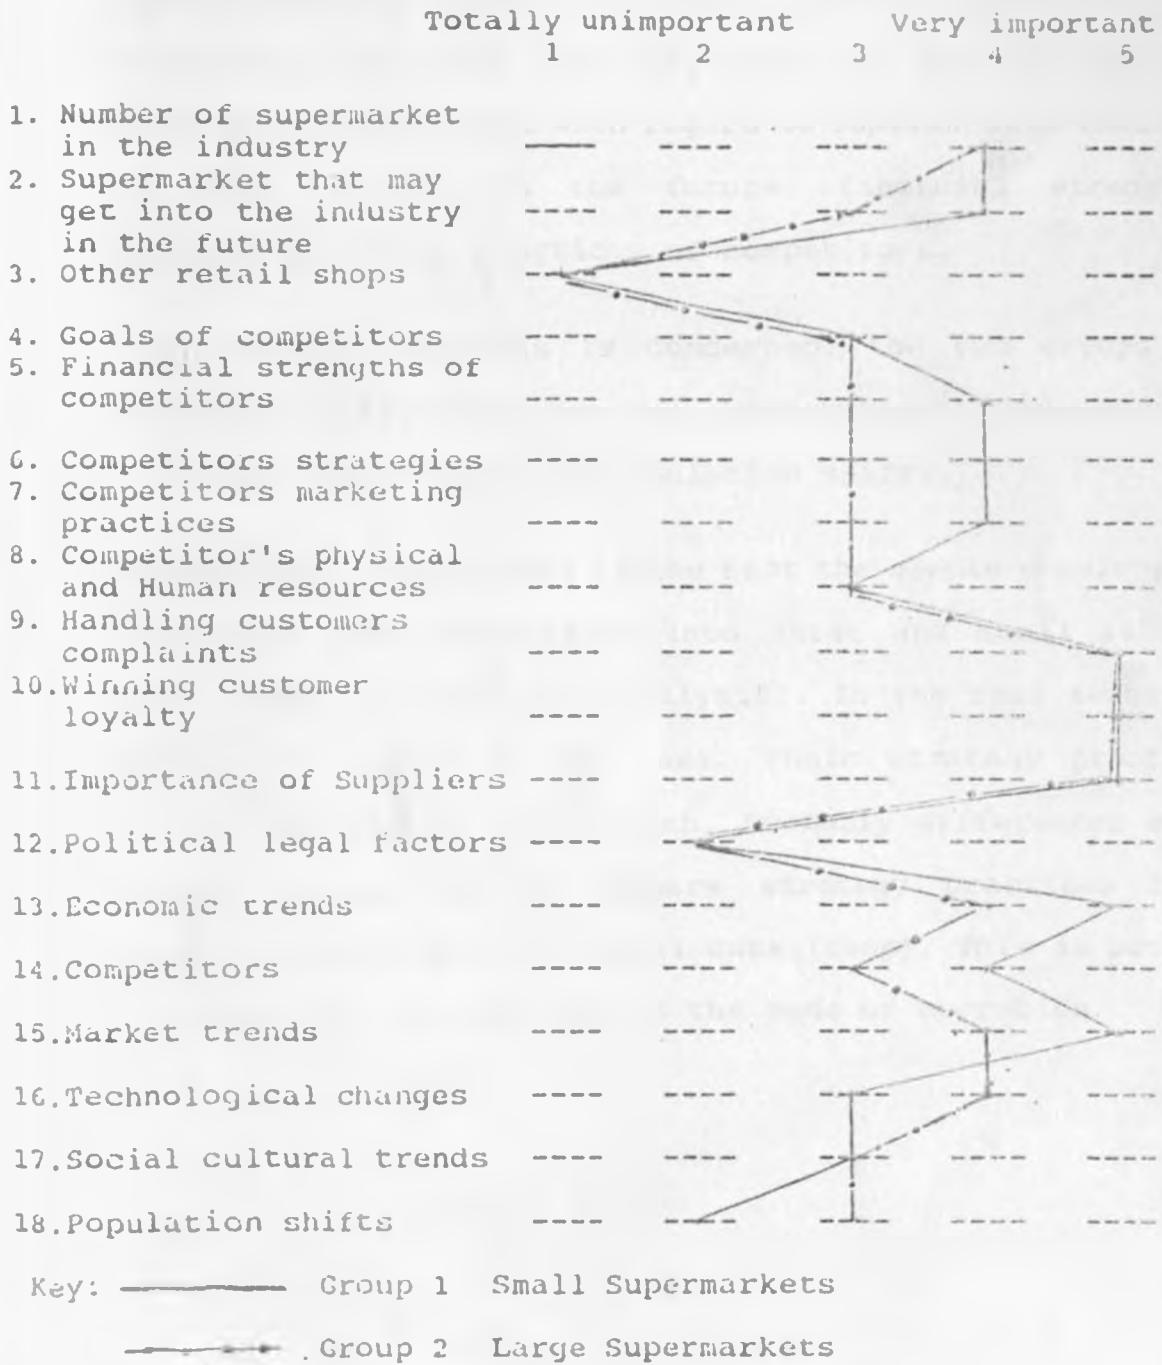 Totally unimportant Very important
1 2 3 4 5
1. Number of supermarket
in the industry
2. Supermarket that may
get into the industry
in the future
3. Other retail shops
4. Goals of competitors
5. Financial strengths of
competitors
6. Competitors strategies
7. Competitors marketing
practices
8. Competitor's physical
and Human resources
9. Handling customers
complaints
10.Winning customer
loyalty
11.Importance of Suppliers
12.Political legal factors
13.Economic trends
14.Competitors
15.Market trends
16.Technological changes
17.Social cultural trends
18.Population shifts
Key: Group 1 Small Supermarkets
Group 2 Large Supermarkets